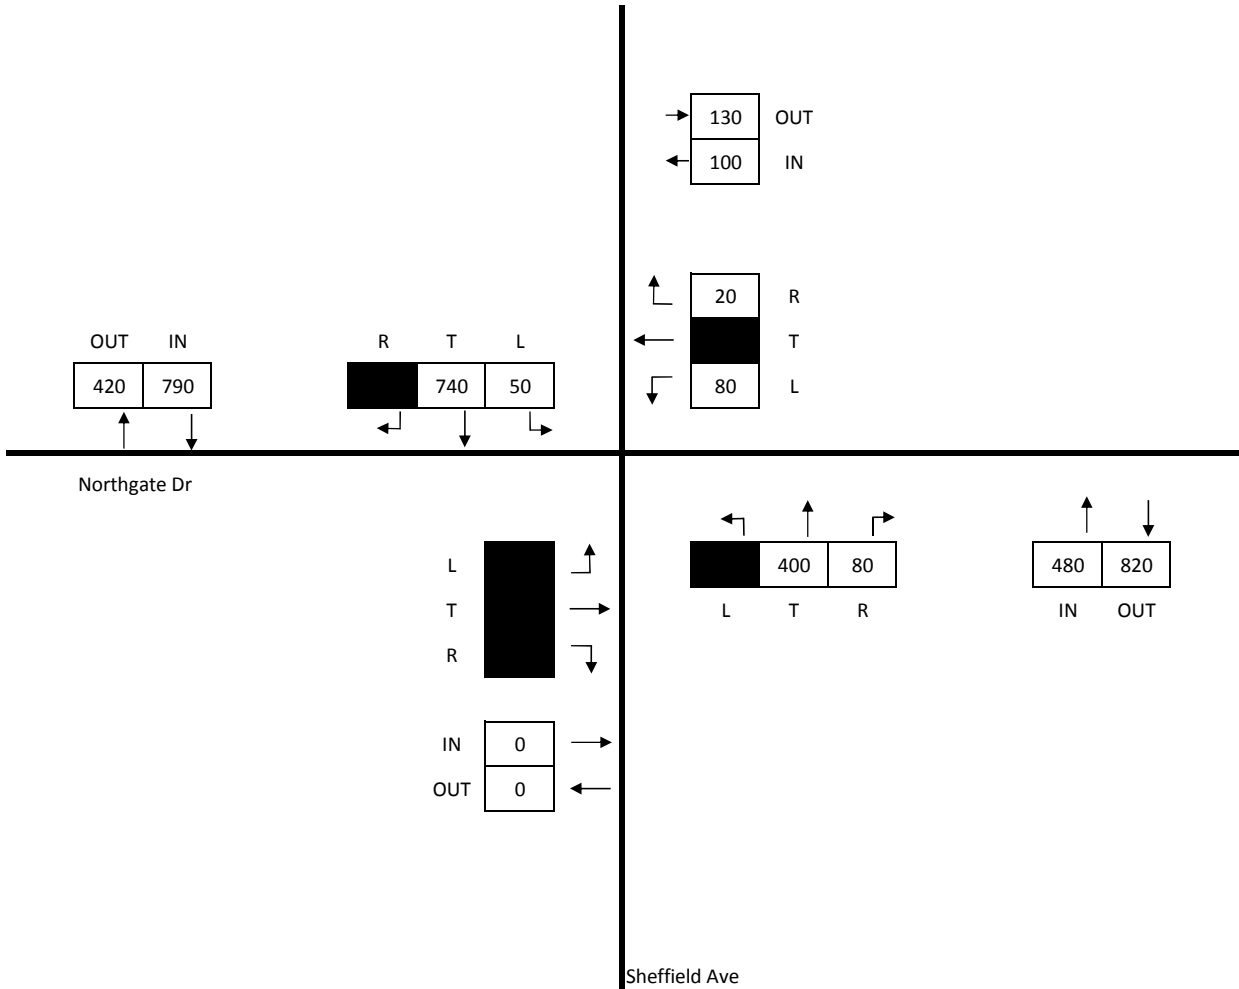 130 OUT
100 IN
20 R
T
80 L
OUT IN
R T L
420 790
740 50
Northgate Dr
L
T
R
400 80
L T R
480 820
IN OUT
IN 0
OUT 0
Sheffield Ave